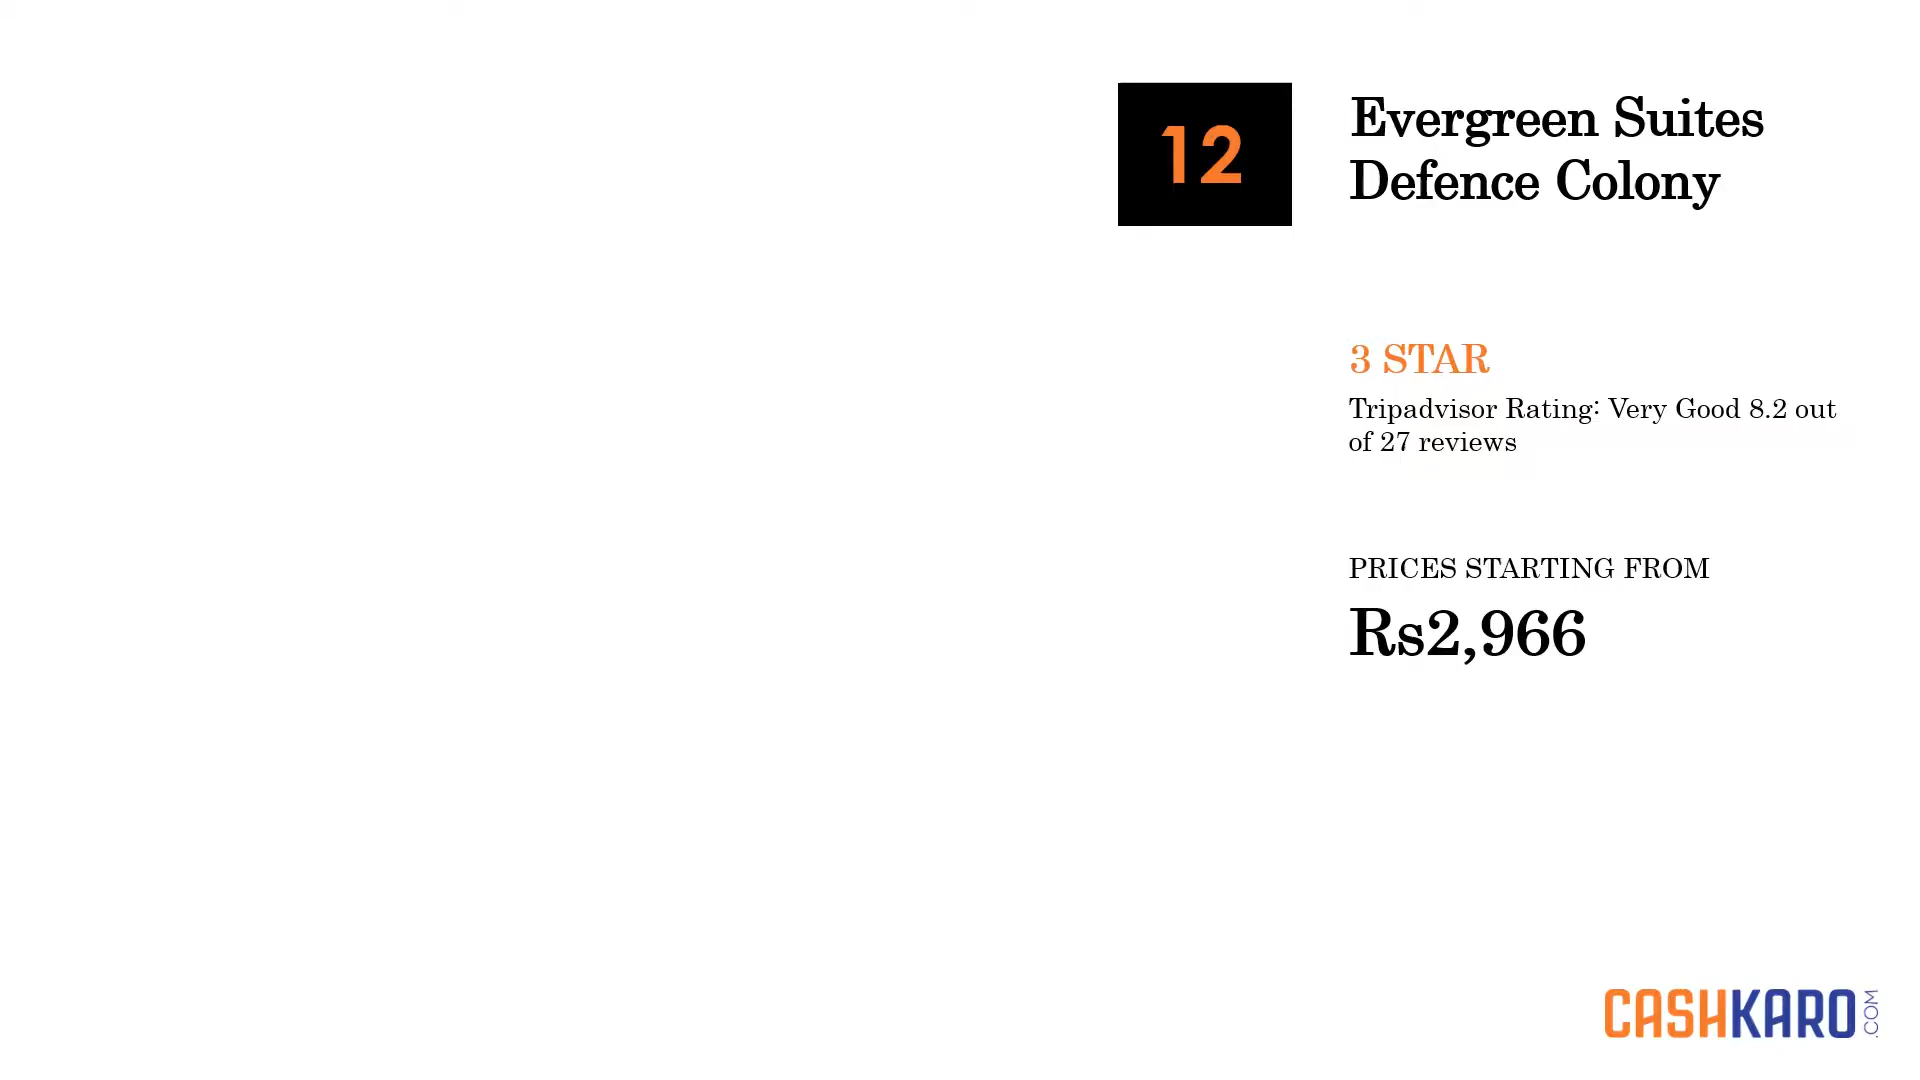 12
Evergreen Suites
Defence Colony
3 STAR
Tripadvisor Rating: Very Good 8.2 out
of 27 reviews
PRICES STARTING FROM
Rs2,966
CASHKARO.COM